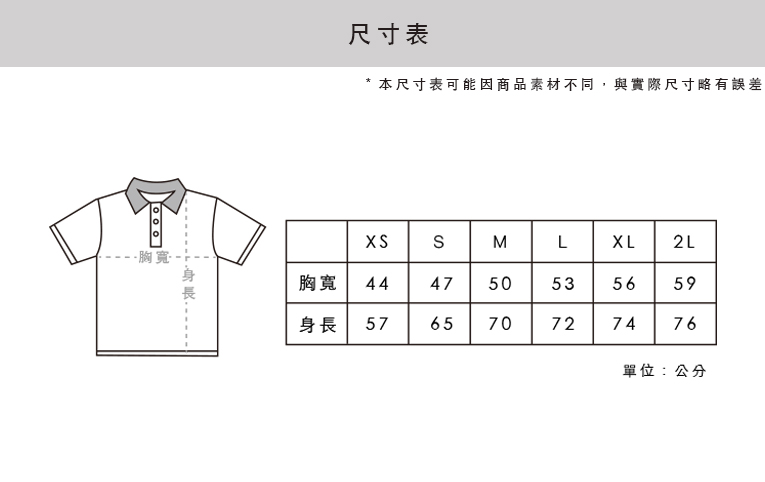 尺寸表
* 本尺寸表可能因商品素材不同，與實際尺寸略有誤差
胸寬
身長
XS S M L XL 2L
胸寬 44 47 50 53 56 59
身長 57 65 70 72 74 76
單位：公分